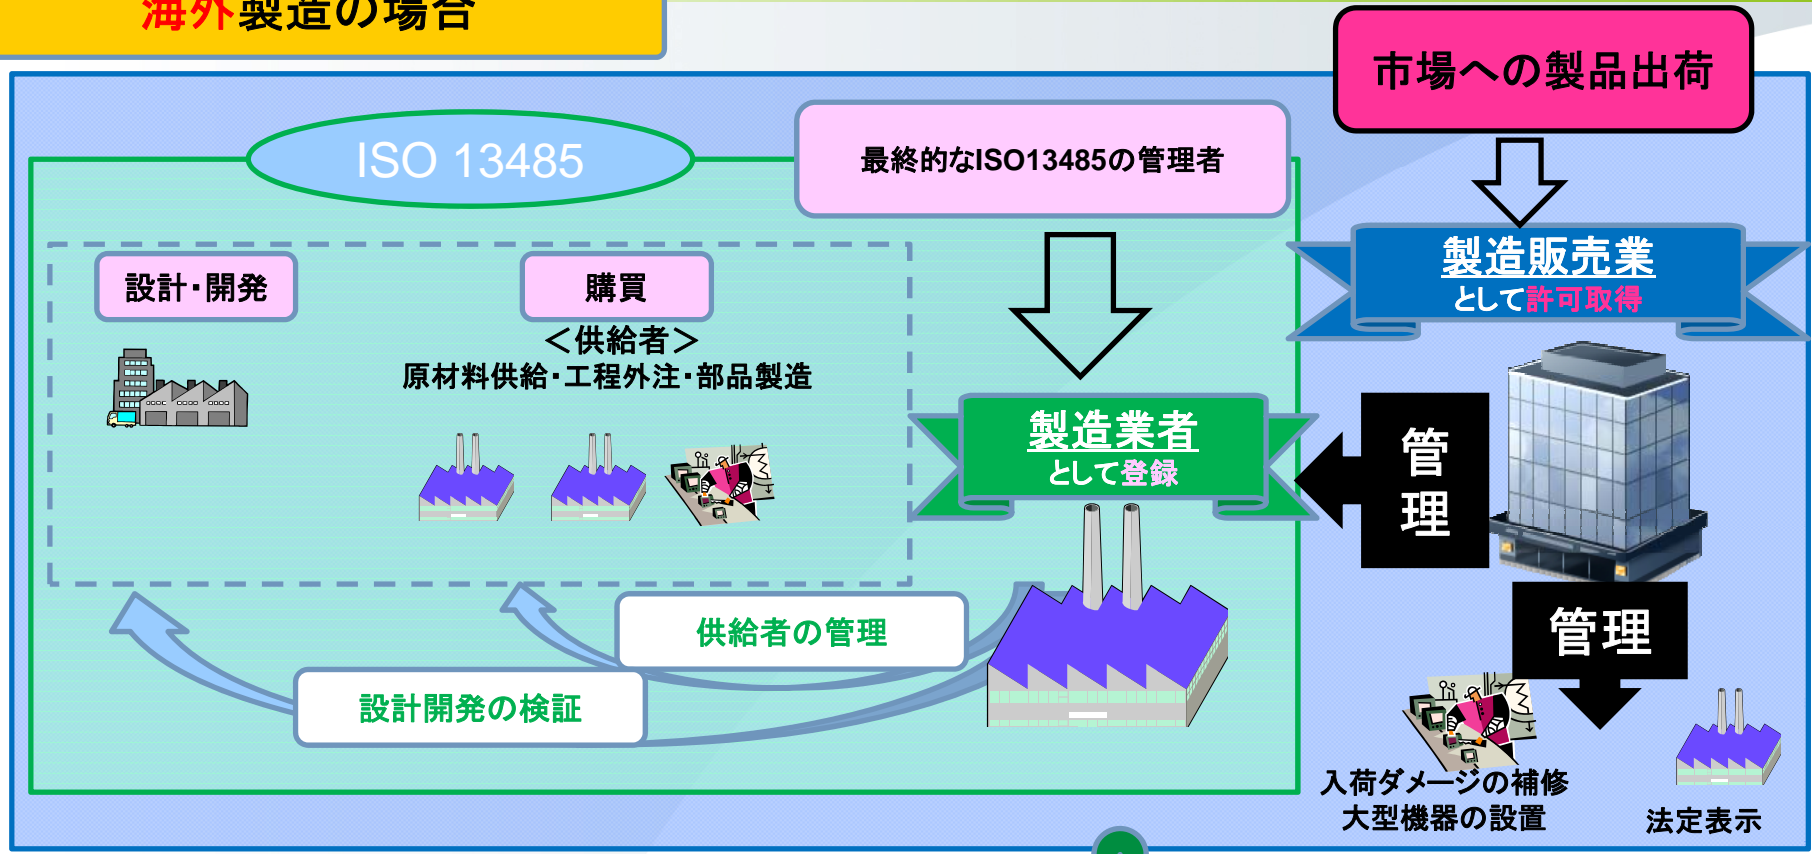 海外製造の場合
市場への製品出荷
ISO 13485
最終的なISO13485の管理者
製造販売業
として許可取得
設計・開発
購買
＜供給者＞
原材料供給・工程外注・部品製造
製造業者
として登録
管
理
管理
供給者の管理
設計開発の検証
入荷ダメージの補修
大型機器の設置
法定表示